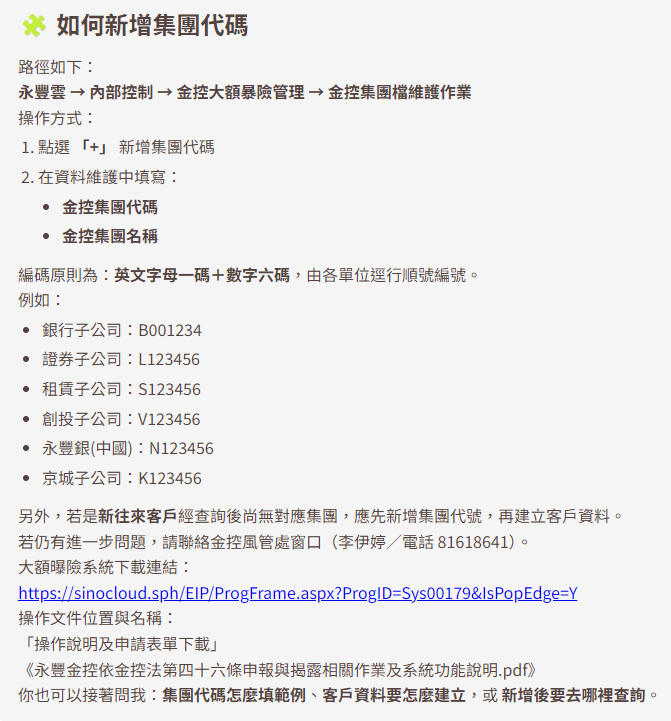 如何新增集團代碼
路徑如下：
永豐雲 → 內部控制 → 金控大額暴險管理 → 金控集團檔維護作業
操作方式：
1. 點選 「+」 新增集團代碼
2. 在資料維護中填寫：
• 金控集團代碼
• 金控集團名稱
編碼原則為：英文字母一碼＋數字六碼，由各單位逕行順號編號。
例如：
• 銀行子公司：B001234
• 證券子公司：L123456
• 租賃子公司：S123456
• 創投子公司：V123456
• 永豐銀(中國)：N123456
• 京城子公司：K123456
另外，若是新往來客戶經查詢後尚無對應集團，應先新增集團代號，再建立客戶資料。
若仍有進一步問題，請聯絡金控風管處窗口（李伊婷／電話 81618641）。
大額曝險系統下載連結：
https://sinocloud.sph/EIP/ProgFrame.aspx?ProgID=Sys00179&IsPopEdge=Y
操作文件位置與名稱：
「操作說明及申請表單下載」
《永豐金控依金控法第四十六條申報與揭露相關作業及系統功能說明.pdf》
你也可以接著問我：集團代碼怎麼填範例、客戶資料要怎麼建立，或 新增後要去哪裡查詢。